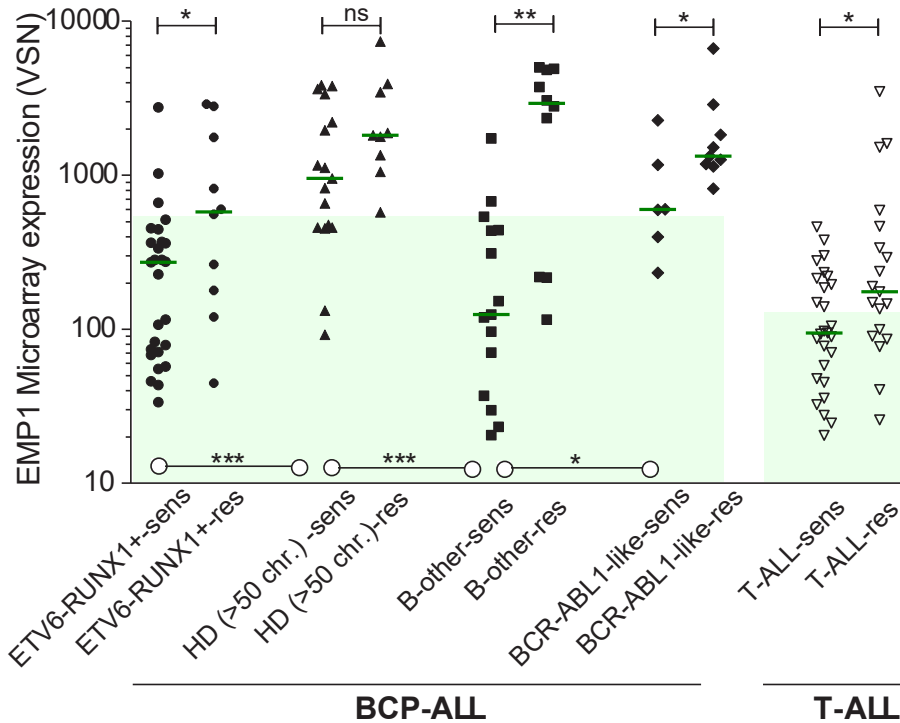 EMP1 Microarray expression (VSN)
10000
1000
100
10
*
ns
**
*
*
***
***
*
ETV6-RUNX1+-sens
ETV6-RUNX1+-res
HD (>50 chr.) -sens
HD (>50 chr.)-res
B-other-sens
B-other-res
BCR-ABL1-like-sens
BCR-ABL1-like-res
T-ALL-sens
T-ALL-res
BCP-ALL
T-ALL